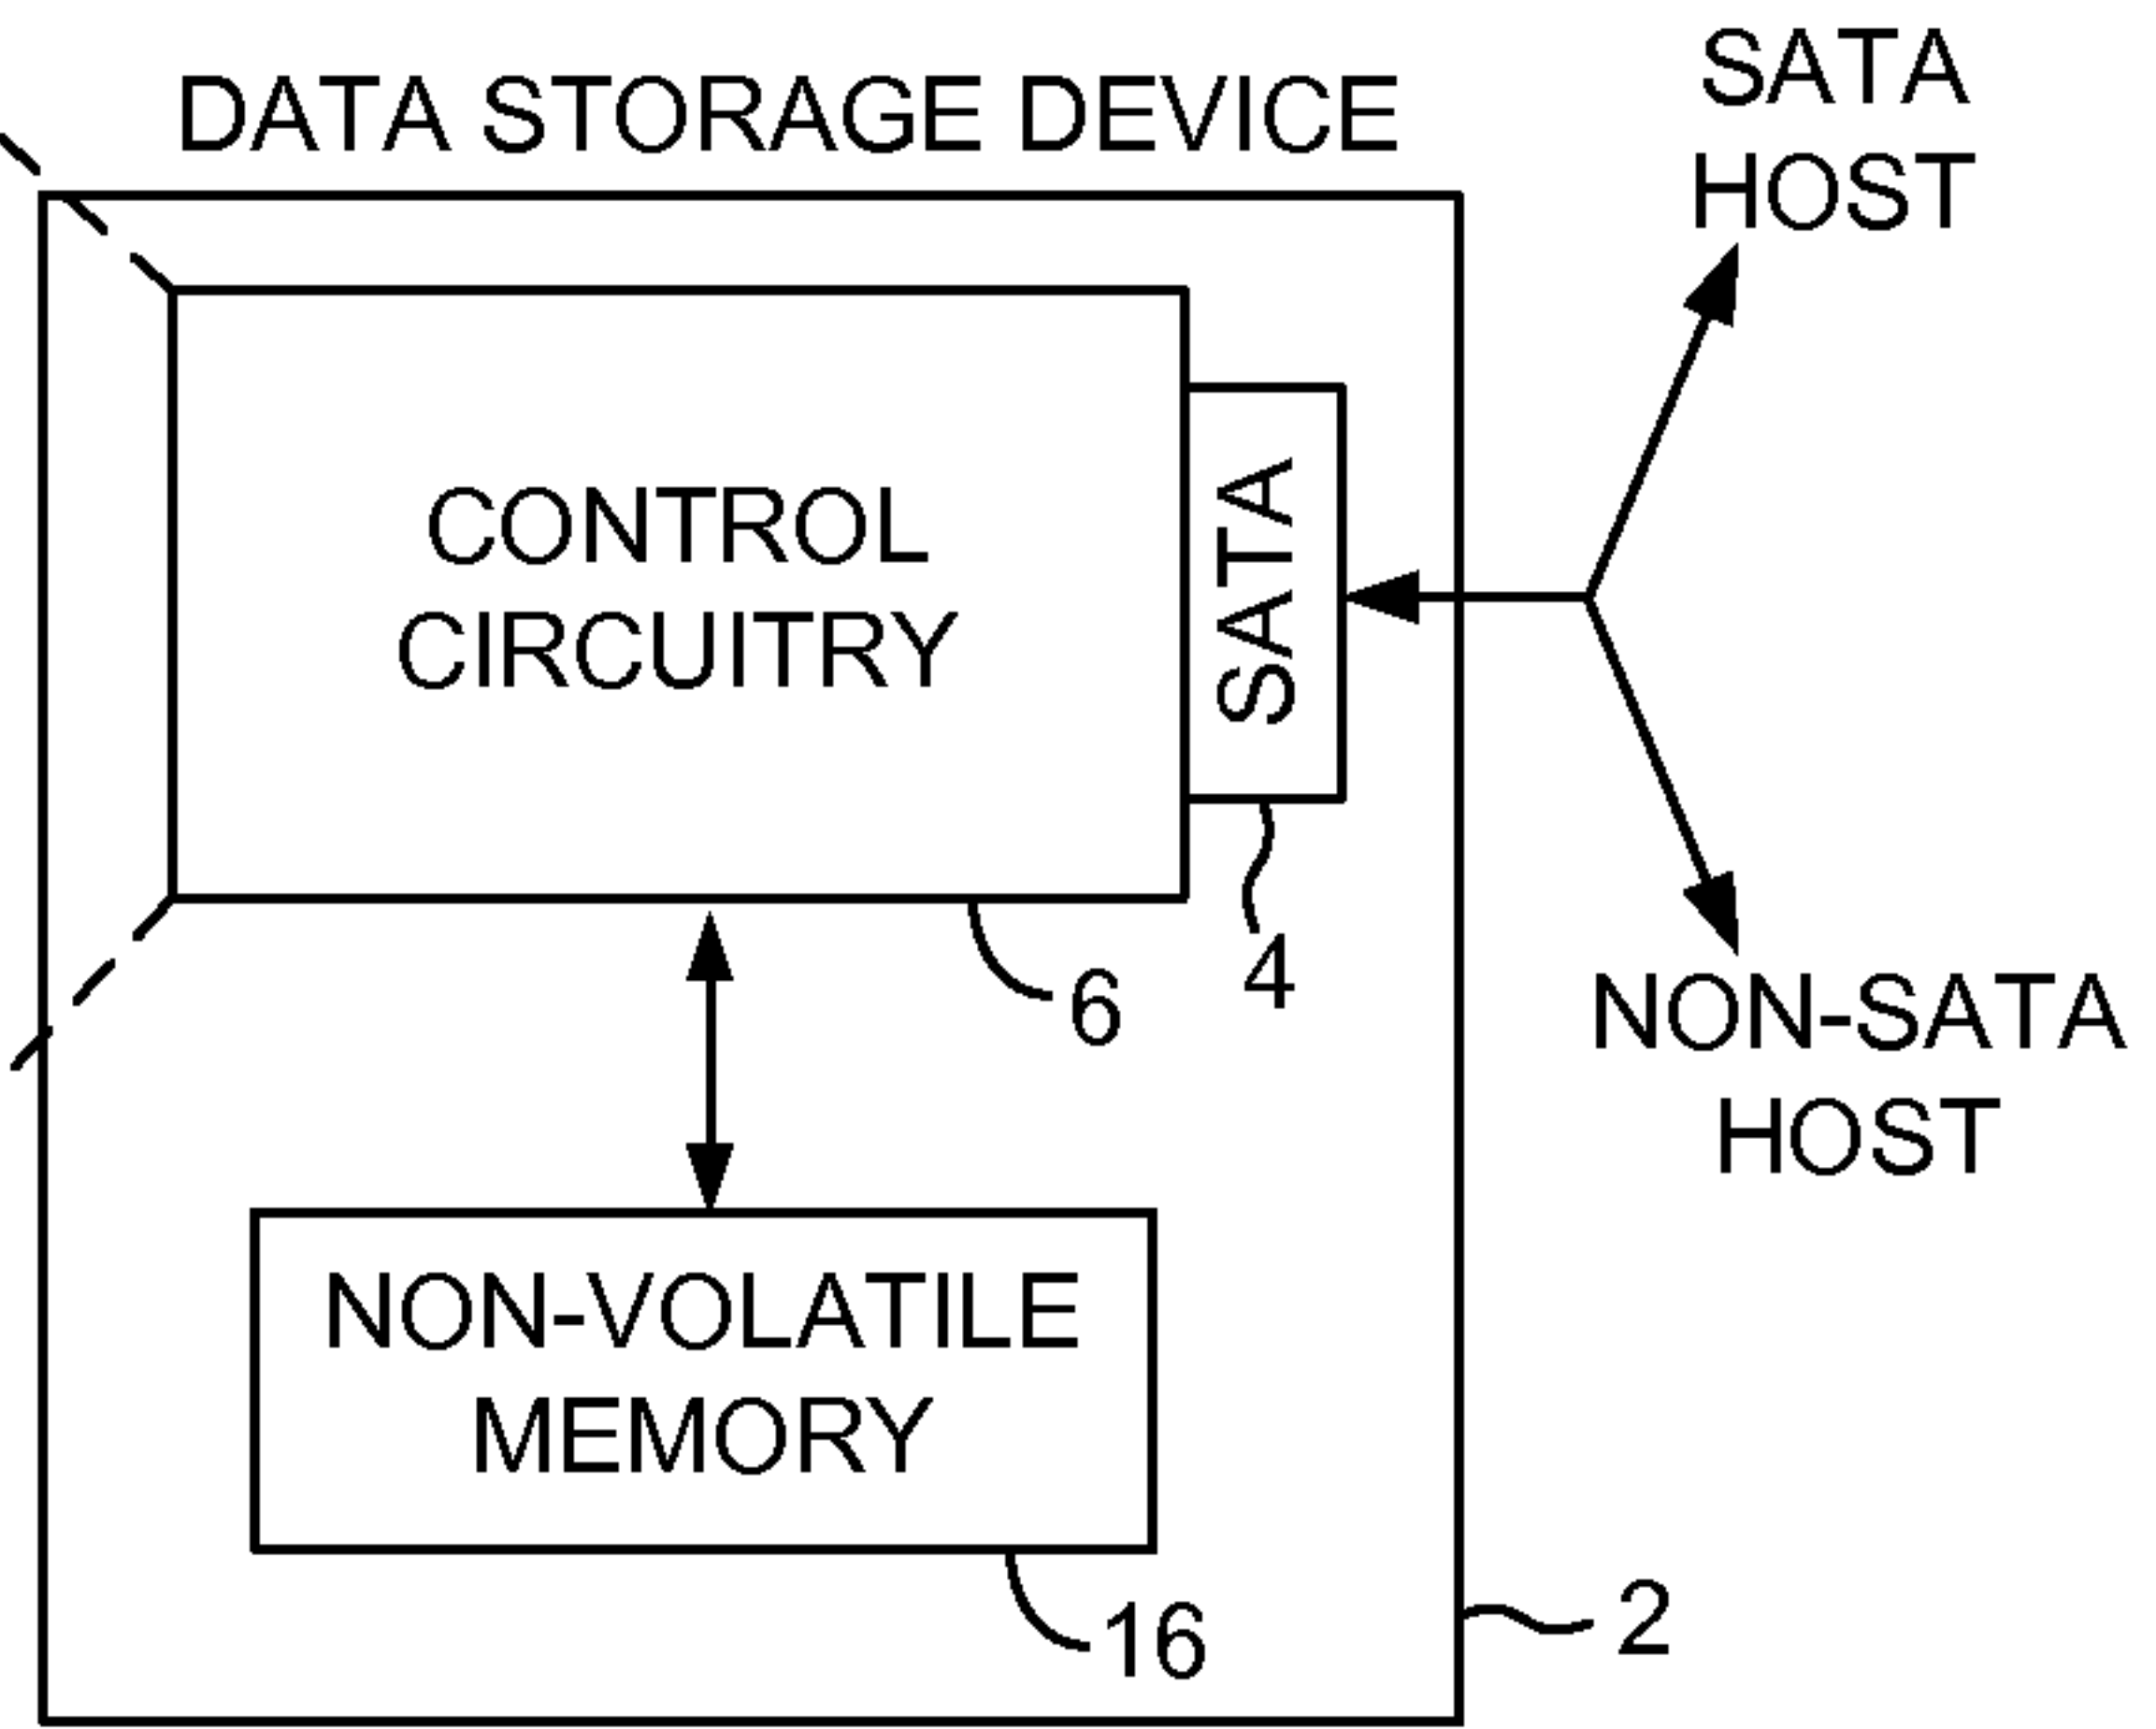 DATA STORAGE DEVICE
SATA
HOST
CONTROL
CIRCUITRY
SATA
4
6
NON-SATA
HOST
NON-VOLATILE
MEMORY
16
2